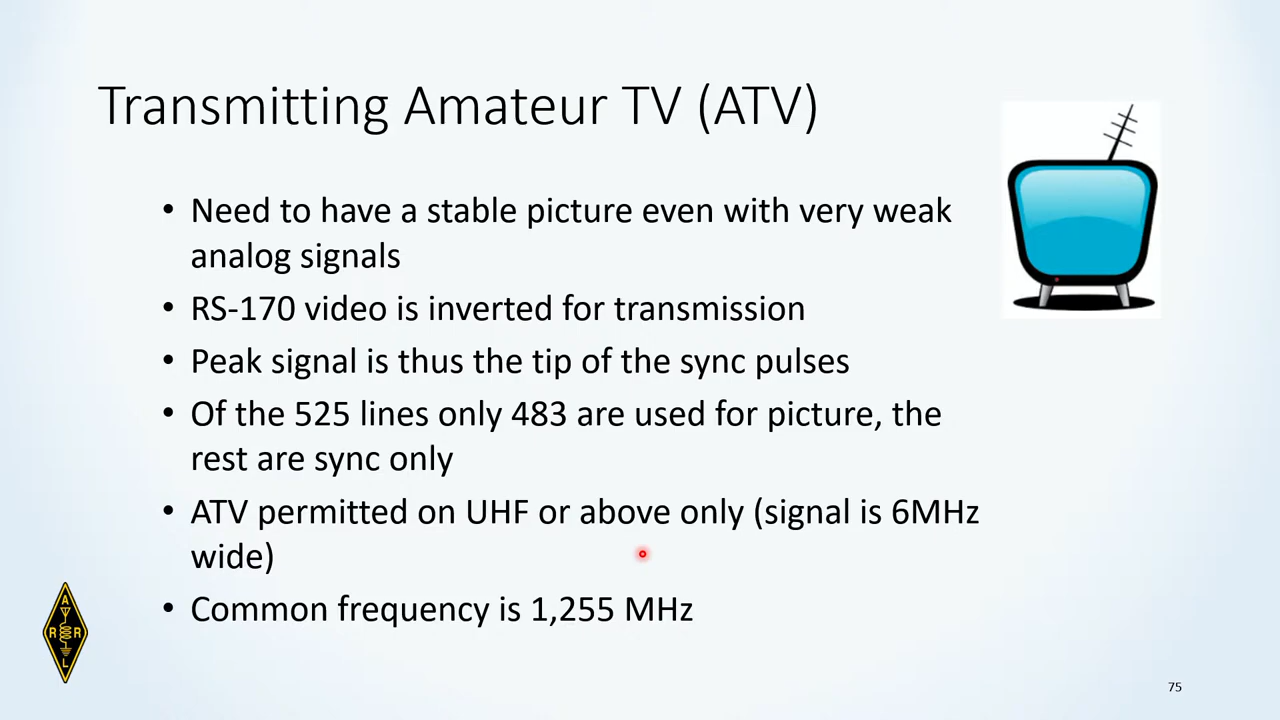 Transmitting Amateur TV (ATV)
• Need to have a stable picture even with very weak
analog signals
• RS-170 video is inverted for transmission
• Peak signal is thus the tip of the sync pulses
• Of the 525 lines only 483 are used for picture, the
rest are sync only
• ATV permitted on UHF or above only (signal is 6MHz
wide)
• Common frequency is 1,255 MHz
A
R R
L
75